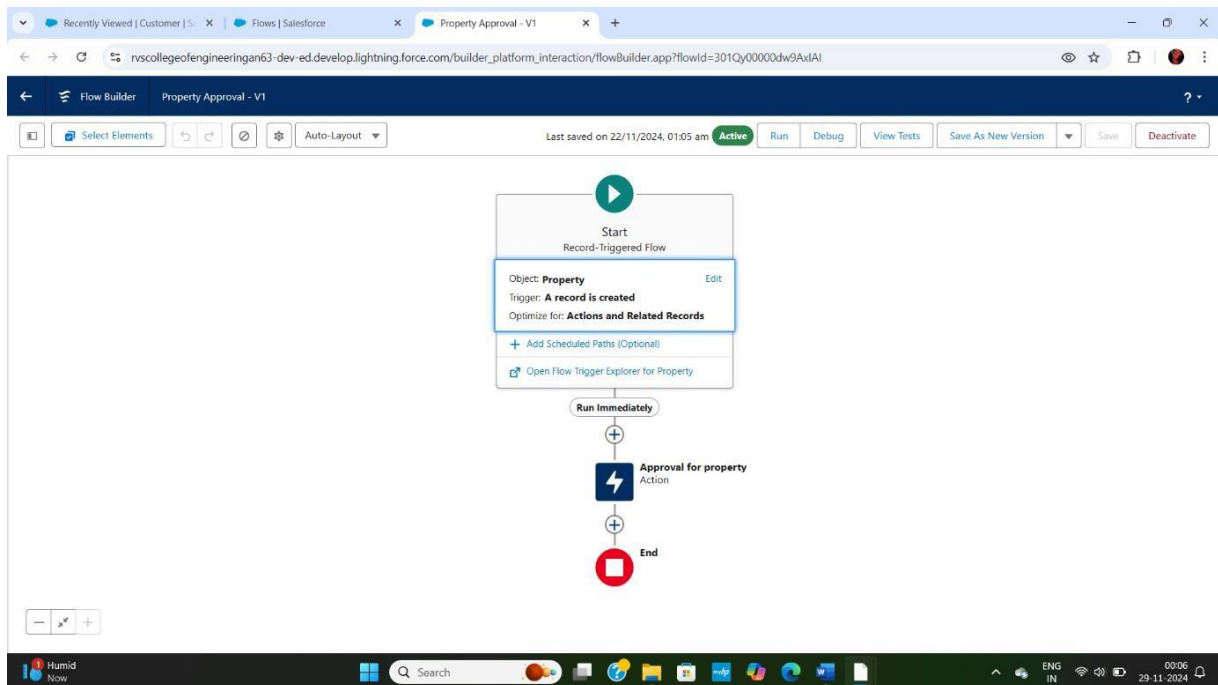 Recently Viewed | Customer | S
Flows | Salesforce
Property Approval - V1
rvscollegeofengineeringan63-dev-ed.develop.lightning.force.com/builder_platform_interaction/flowBuilder.app?flowId=301Qy00000dw9AxIAI
Flow Builder Property Approval - V1 ?
Select Elements Auto-Layout Last saved on 22/11/2024, 01:05 am Active Run Debug View Tests Save As New Version Save Deactivate
Start
Record-Triggered Flow
Object: Property Edit
Trigger: A record is created
Optimize for: Actions and Related Records
+ Add Scheduled Paths (Optional)
Open Flow Trigger Explorer for Property
Run Immediately
Approval for property
Action
End
1 Humid
Now
Search
ENG
IN
00:06
29-11-2024